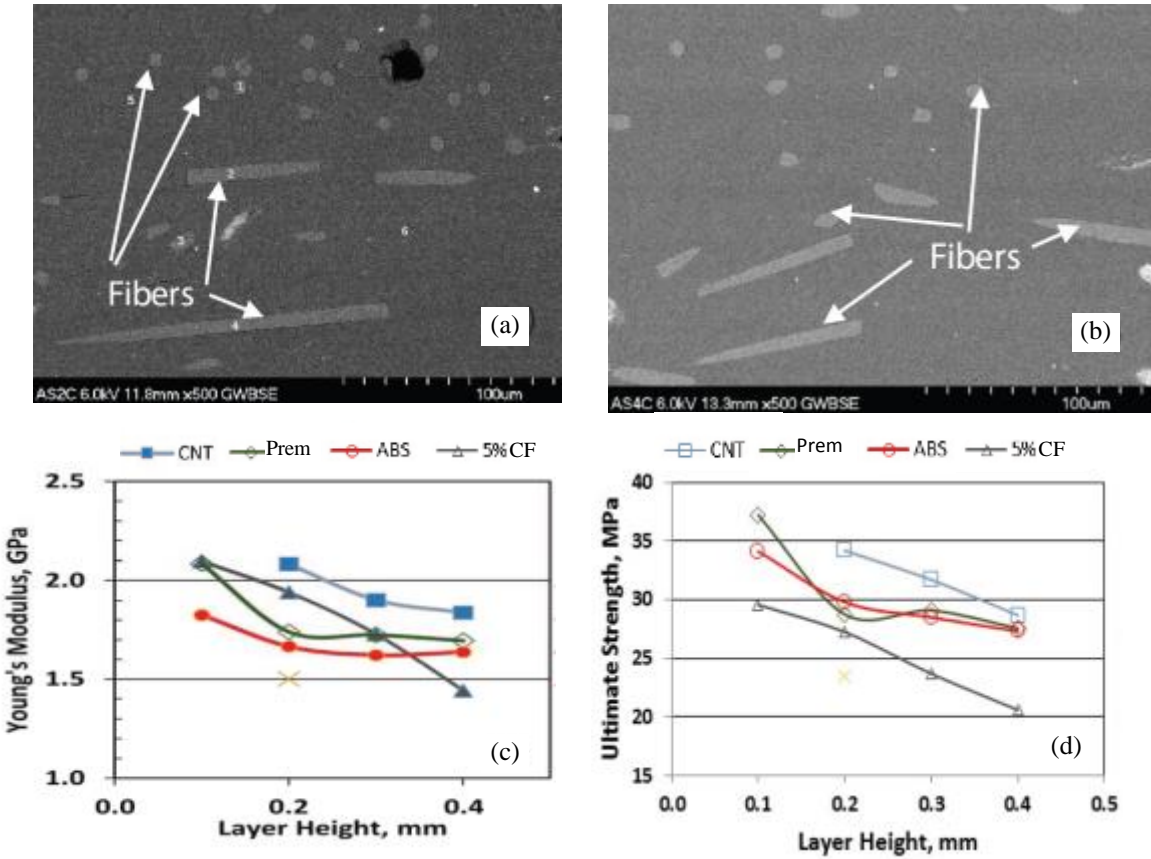 5
1
2
3
6
Fibers
4
(a)
AS2C 6.0kV 11.8mm x500 GWBSE 100um
Fibers
(b)
AS4C 6.0kV 13.3mm x500 GWBSE 100um
CNT Prem ABS 5%CF
2.5
2.0
1.5
1.0
Young's Modulus, GPa
(c)
0.0 0.2 0.4
Layer Height, mm
CNT Prem ABS 5%CF
40
35
30
25
20
15
Ultimate Strength, MPa
(d)
0.0 0.1 0.2 0.3 0.4 0.5
Layer Height, mm